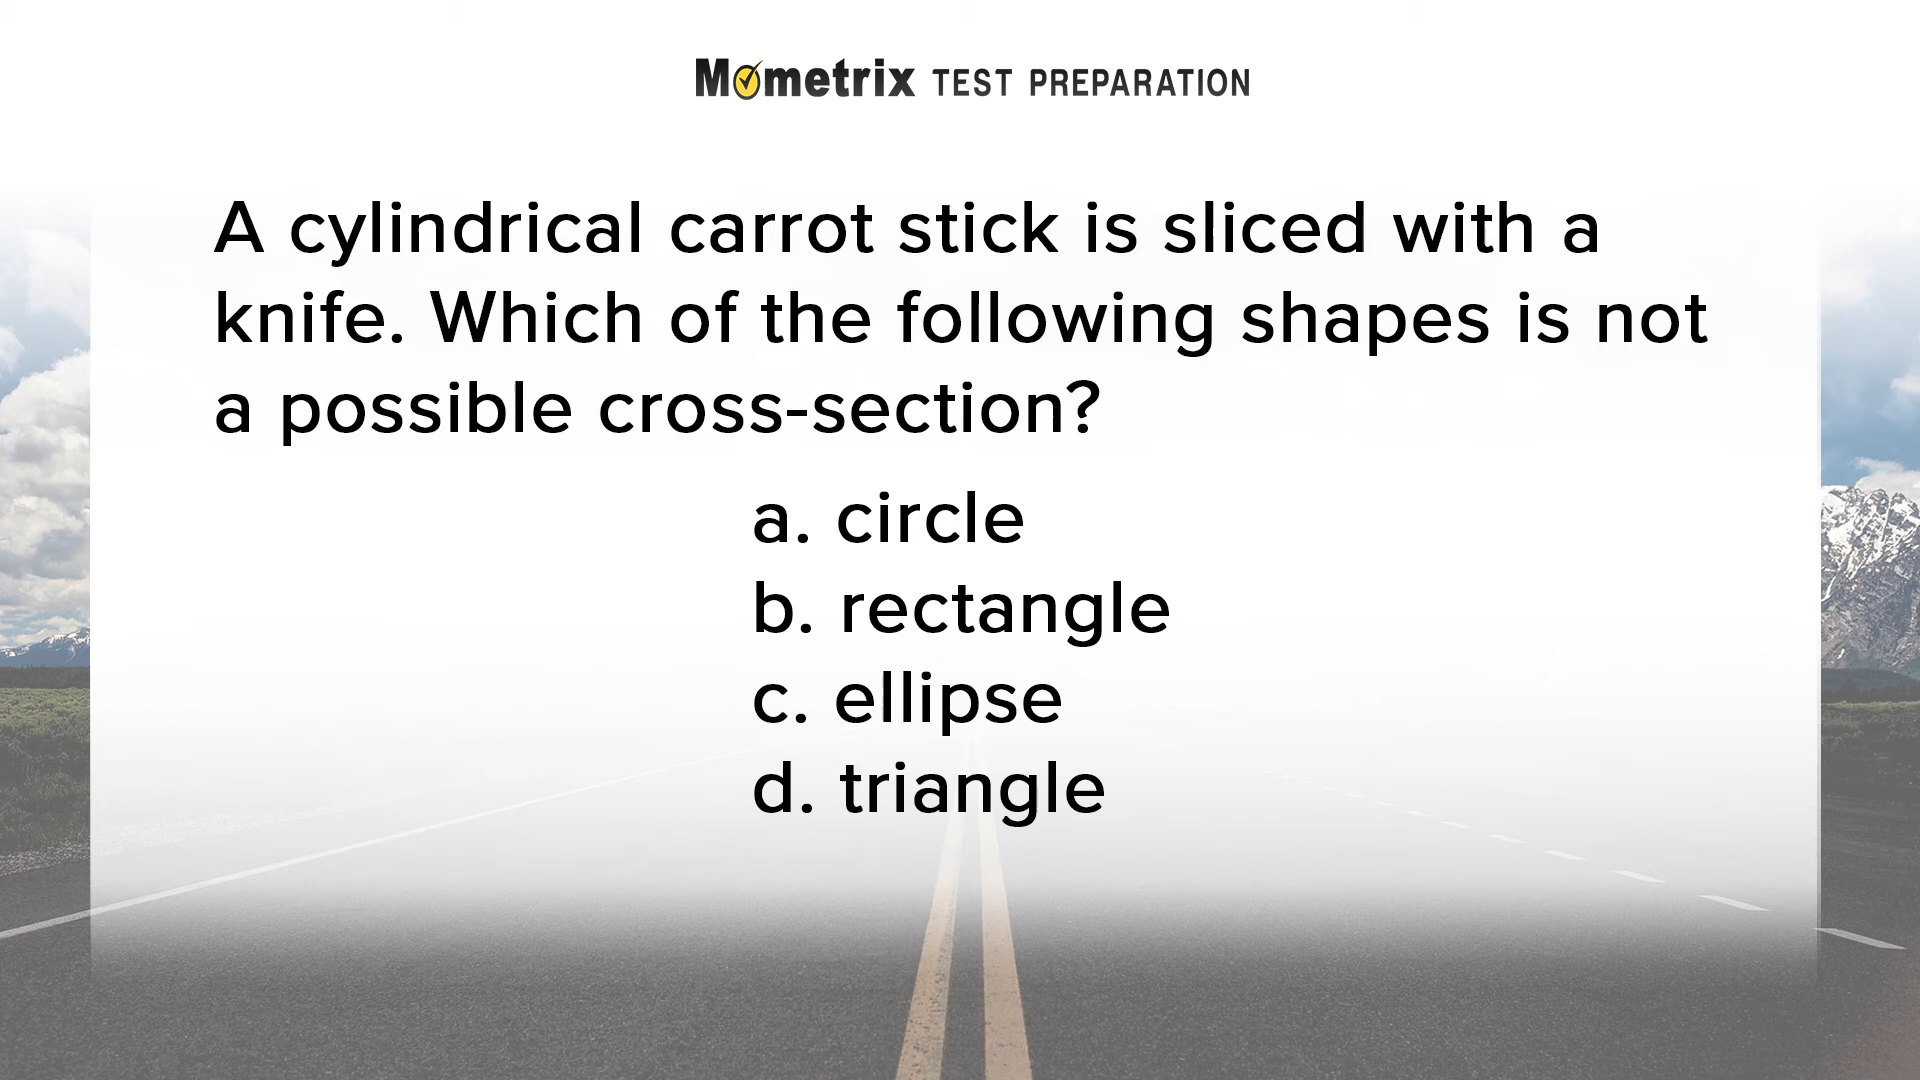 Mometrix TEST PREPARATION
A cylindrical carrot stick is sliced with a
knife. Which of the following shapes is not
a possible cross-section?
a. circle
b. rectangle
c. ellipse
d. triangle